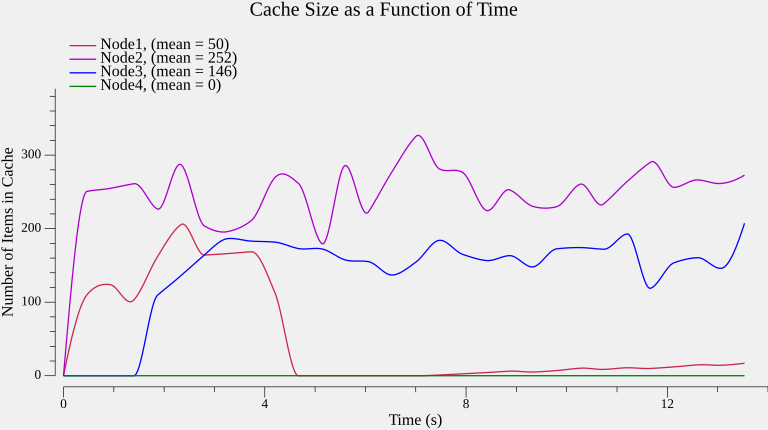 Cache Size as a Function of Time
Node1, (mean = 50)
Node2, (mean = 252)
Node3, (mean = 146)
Node4, (mean = 0)
Number of Items in Cache
300
200
100
0
0 4 8 12
Time (s)